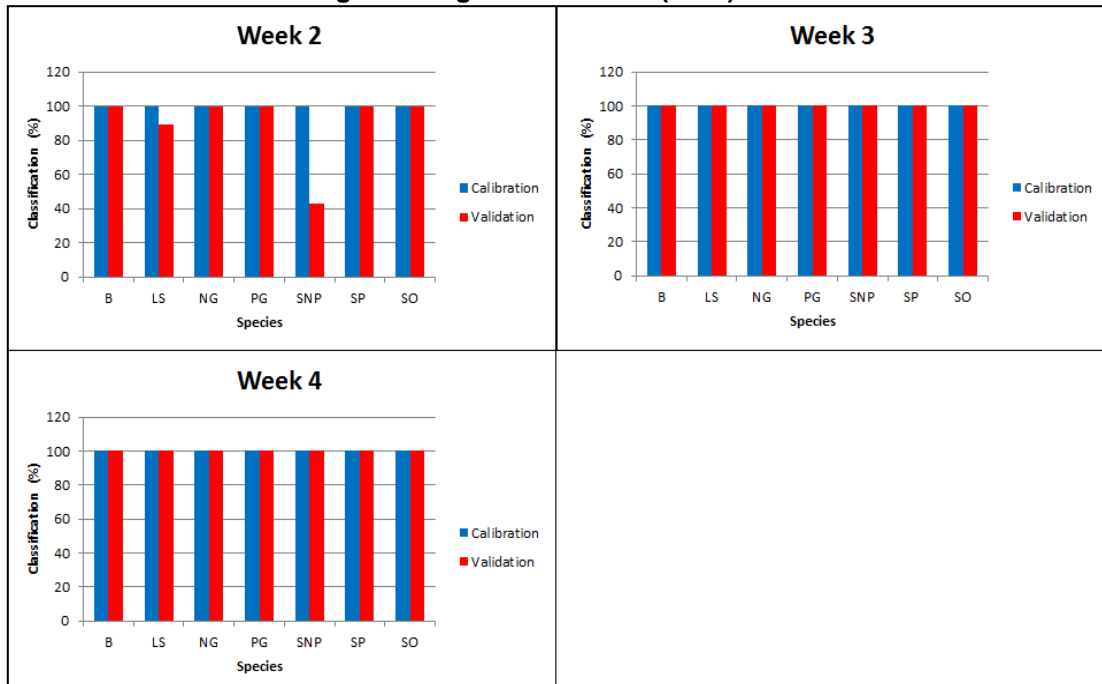 Week 2
120
100
80
60
40
20
0
Classification (%)
B LS NG PG SNP SP SO
Species
Calibration
Validation
Week 3
120
100
80
60
40
20
0
Classification (%)
B LS NG PG SNP SP SO
Species
Calibration
Validation
Week 4
120
100
80
60
40
20
0
Classification (%)
B LS NG PG SNP SP SO
Species
Calibration
Validation